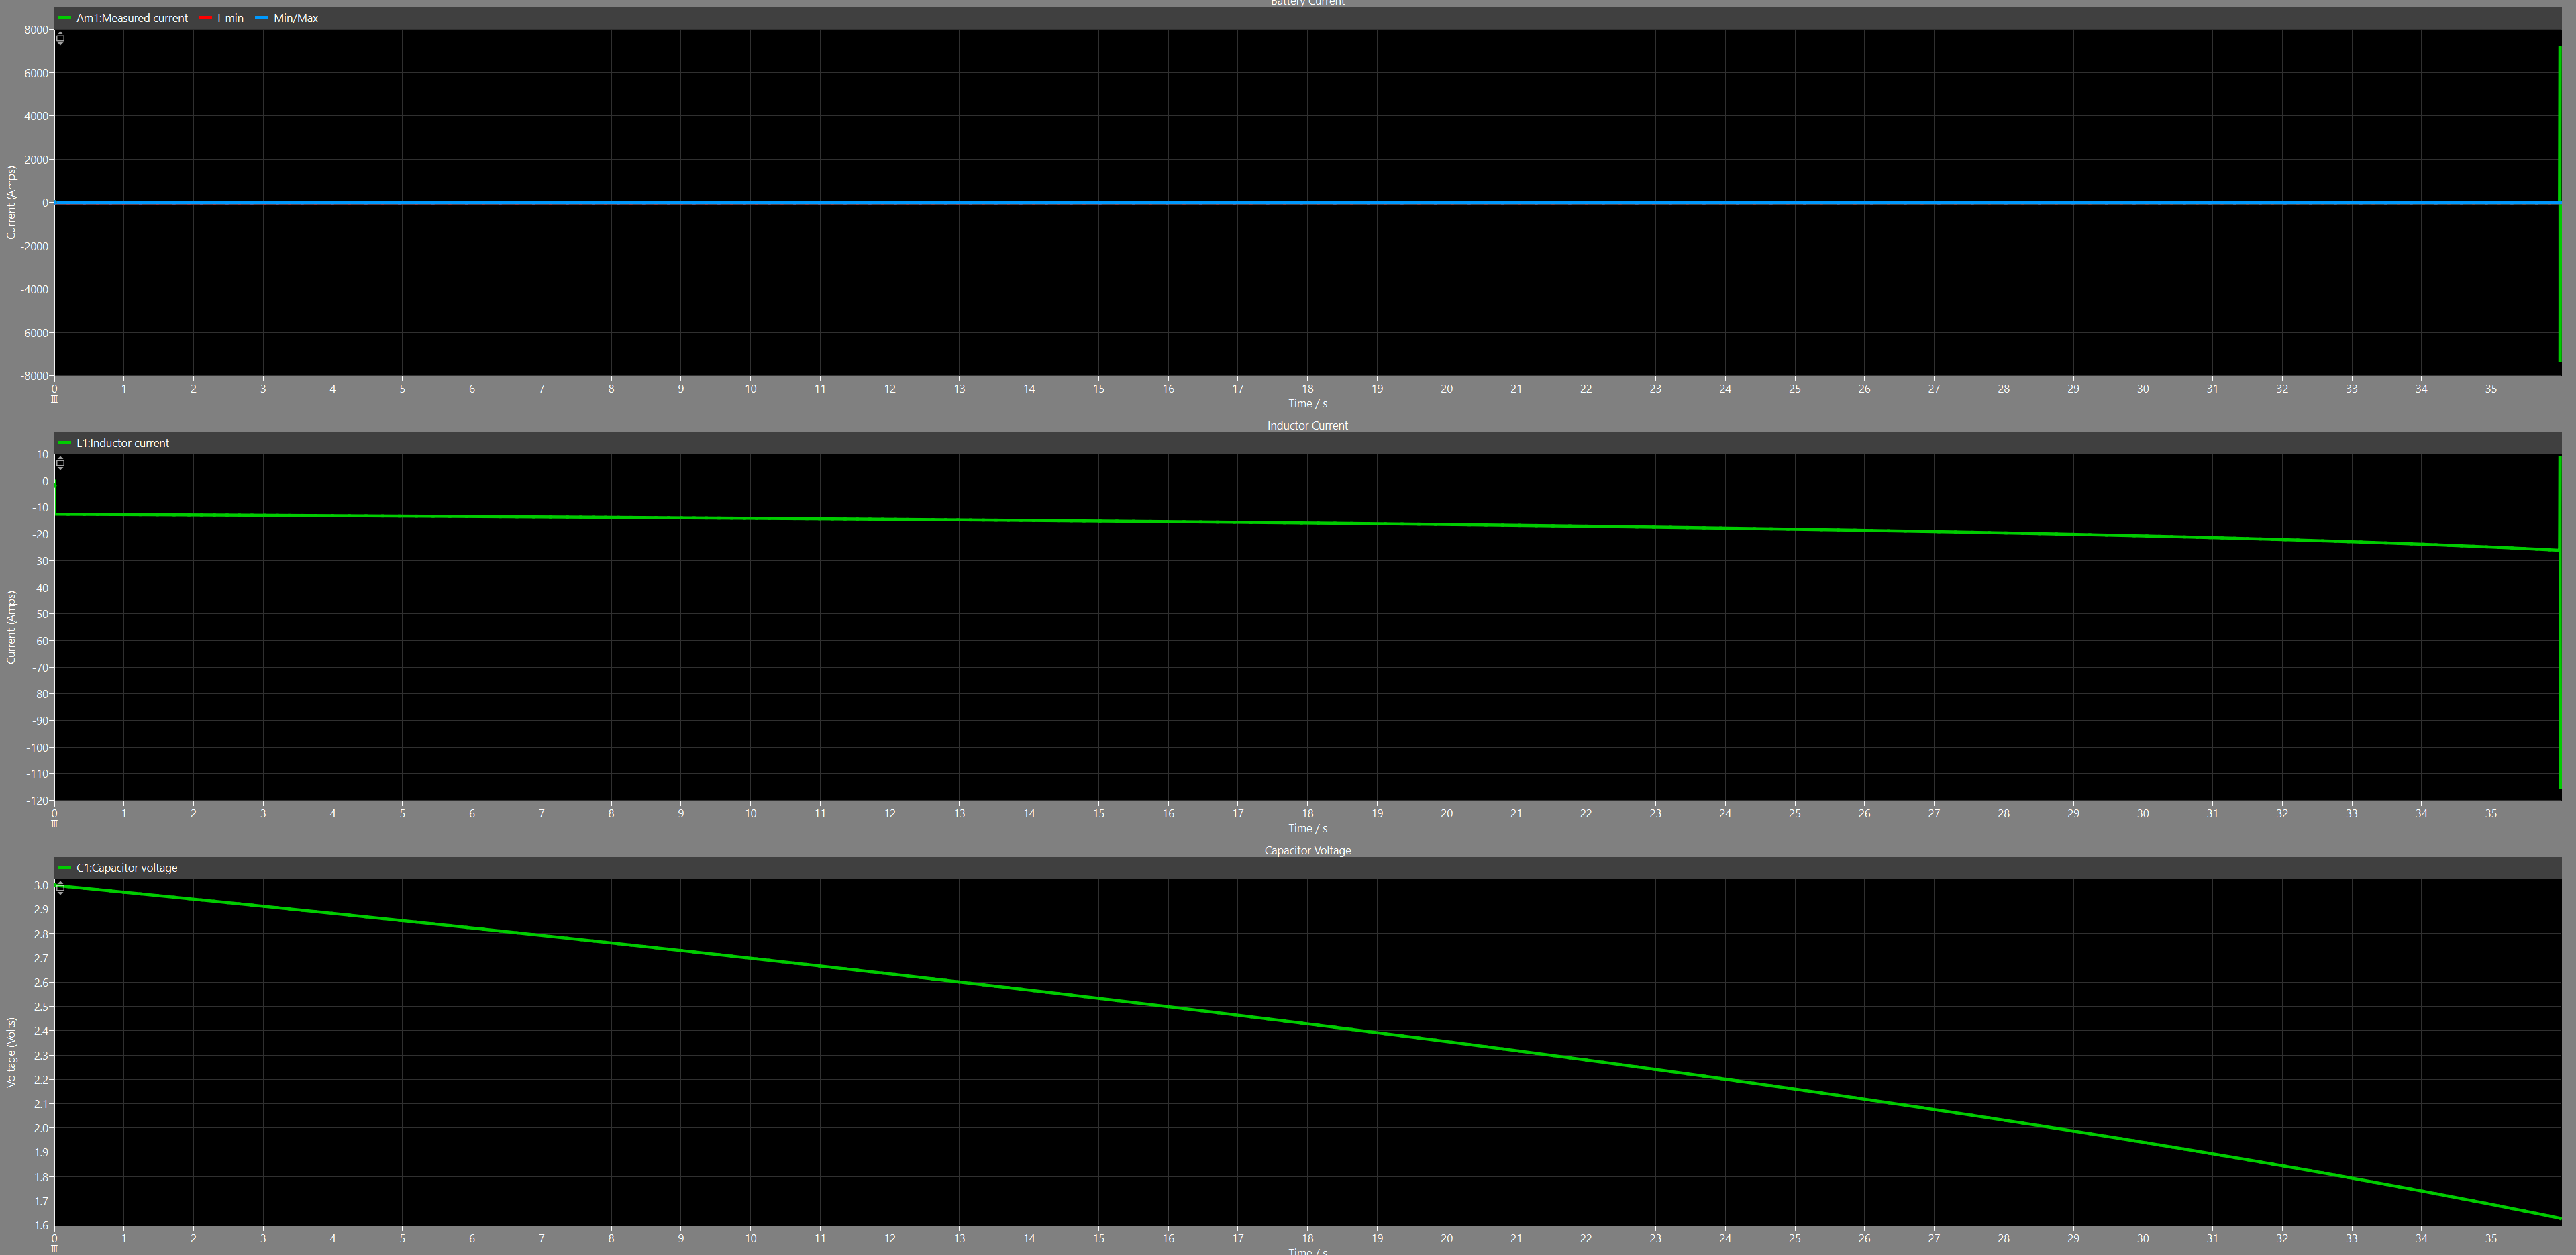 Battery Current
Am1:Measured current I_min Min/Max
8000
6000
4000
2000
0
-2000
-4000
-6000
-8000
Current (Amps)
0 1 2 3 4 5 6 7 8 9 10 11 12 13 14 15 16 17 18 19 20 21 22 23 24 25 26 27 28 29 30 31 32 33 34 35
Time / s
Inductor Current
L1:Inductor current
10
0
-10
-20
-30
-40
-50
-60
-70
-80
-90
-100
-110
-120
Current (Amps)
0 1 2 3 4 5 6 7 8 9 10 11 12 13 14 15 16 17 18 19 20 21 22 23 24 25 26 27 28 29 30 31 32 33 34 35
Time / s
Capacitor Voltage
C1:Capacitor voltage
3.0
2.9
2.8
2.7
2.6
2.5
2.4
2.3
2.2
2.1
2.0
1.9
1.8
1.7
1.6
Voltage (Volts)
0 1 2 3 4 5 6 7 8 9 10 11 12 13 14 15 16 17 18 19 20 21 22 23 24 25 26 27 28 29 30 31 32 33 34 35
Time / s